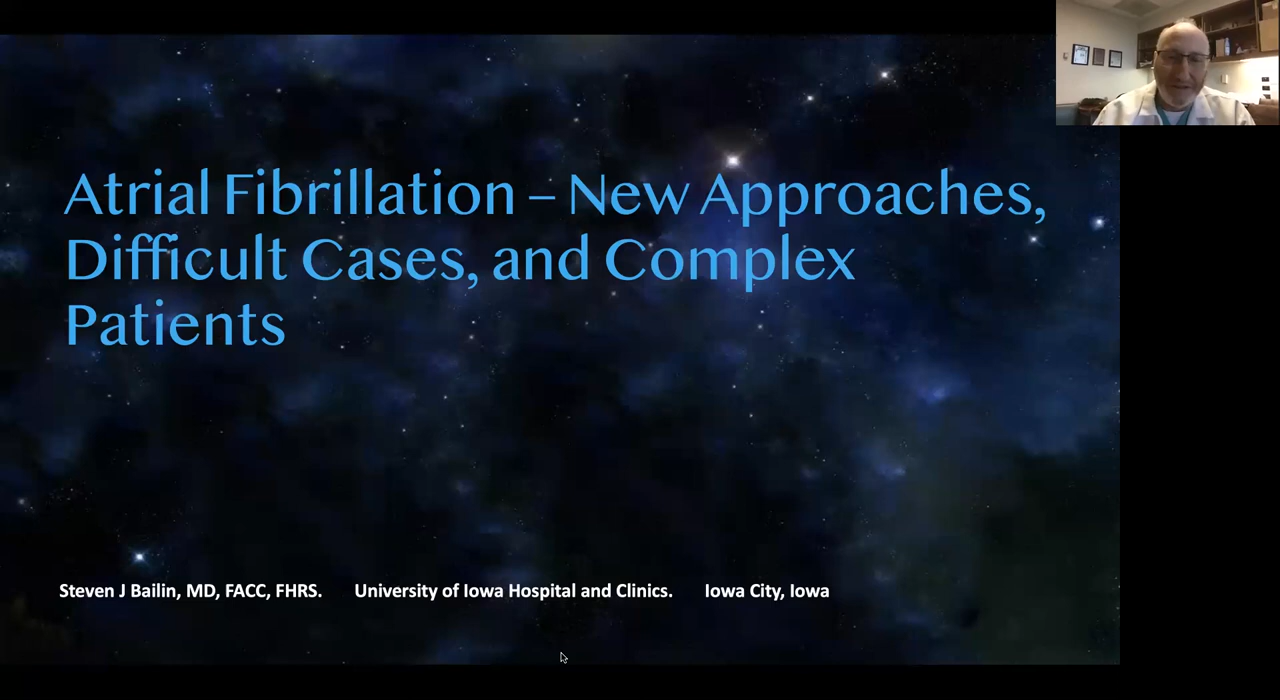 Atrial Fibrillation – New Approaches,
Difficult Cases, and Complex
Patients
Steven J Bailin, MD, FACC, FHRS. University of Iowa Hospital and Clinics. Iowa City, Iowa